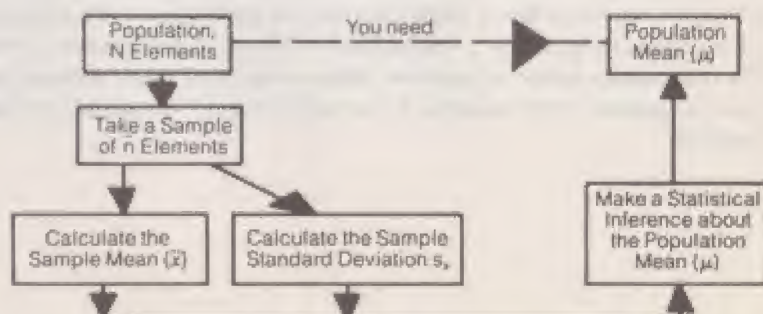 Population,
N Elements
You need
Population
Mean (μ)
Take a Sample
of n Elements
Calculate the
Sample Mean (x̄)
Calculate the Sample
Standard Deviation sₓ
Make a Statistical
Inference about
the Population
Mean (μ)